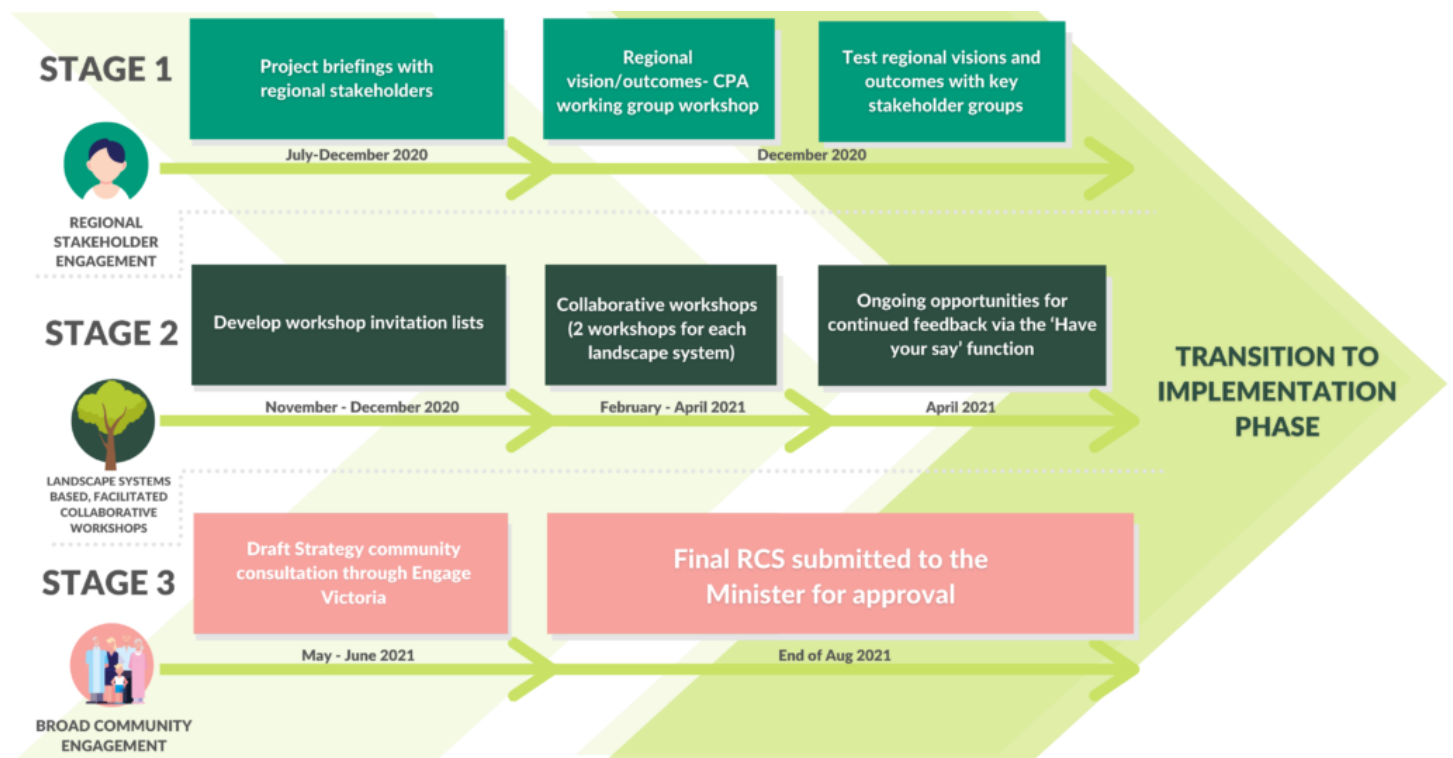 STAGE 1
Project briefings with
regional stakeholders
Regional
vision/outcomes- CPA
working group workshop
Test regional visions and
outcomes with key
stakeholder groups
July-December 2020
December 2020
REGIONAL
STAKEHOLDER
ENGAGEMENT
STAGE 2
Develop workshop invitation lists
Collaborative workshops
(2 workshops for each
landscape system)
Ongoing opportunities for
continued feedback via the ‘Have
your say’ function
November - December 2020
February - April 2021
April 2021
LANDSCAPE SYSTEMS
BASED, FACILITATED
COLLABORATIVE
WORKSHOPS
STAGE 3
Draft Strategy community
consultation through Engage
Victoria
Final RCS submitted to the
Minister for approval
May - June 2021
End of Aug 2021
BROAD COMMUNITY
ENGAGEMENT
TRANSITION TO
IMPLEMENTATION
PHASE